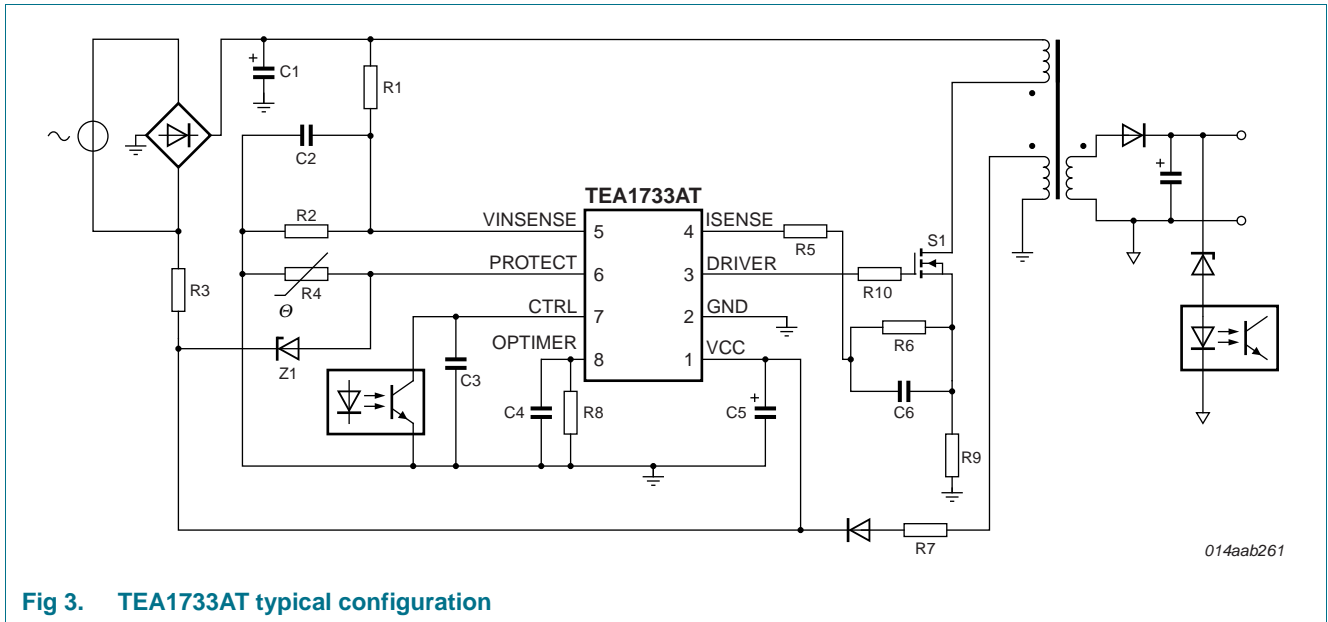 C1
R1
C2
TEA1733AT
R2
VINSENSE
5
4
ISENSE
R5
S1
R3
R4
Θ
PROTECT
6
3
DRIVER
R10
CTRL
7
2
GND
R6
OPTIMER
8
1
VCC
Z1
C3
C4
R8
C5
C6
R9
R7
014aab261
Fig 3. TEA1733AT typical configuration